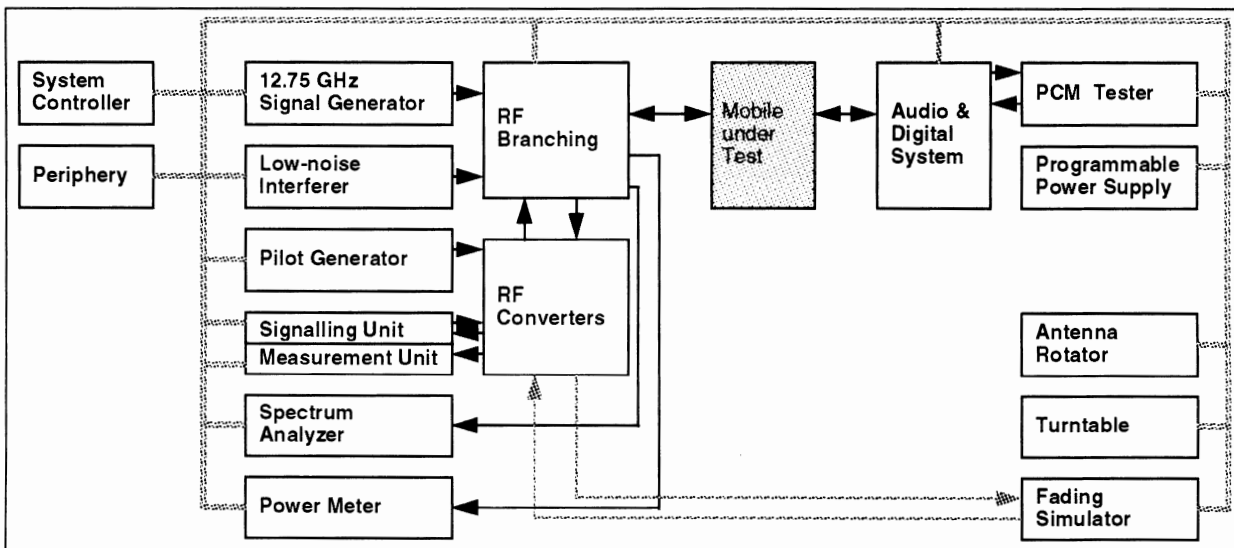 System
Controller
Periphery
12.75 GHz
Signal Generator
Low-noise
Interferer
Pilot Generator
Signalling Unit
Measurement Unit
Spectrum
Analyzer
Power Meter
RF
Branching
RF
Converters
Mobile
under
Test
Audio &
Digital
System
PCM Tester
Programmable
Power Supply
Antenna
Rotator
Turntable
Fading
Simulator